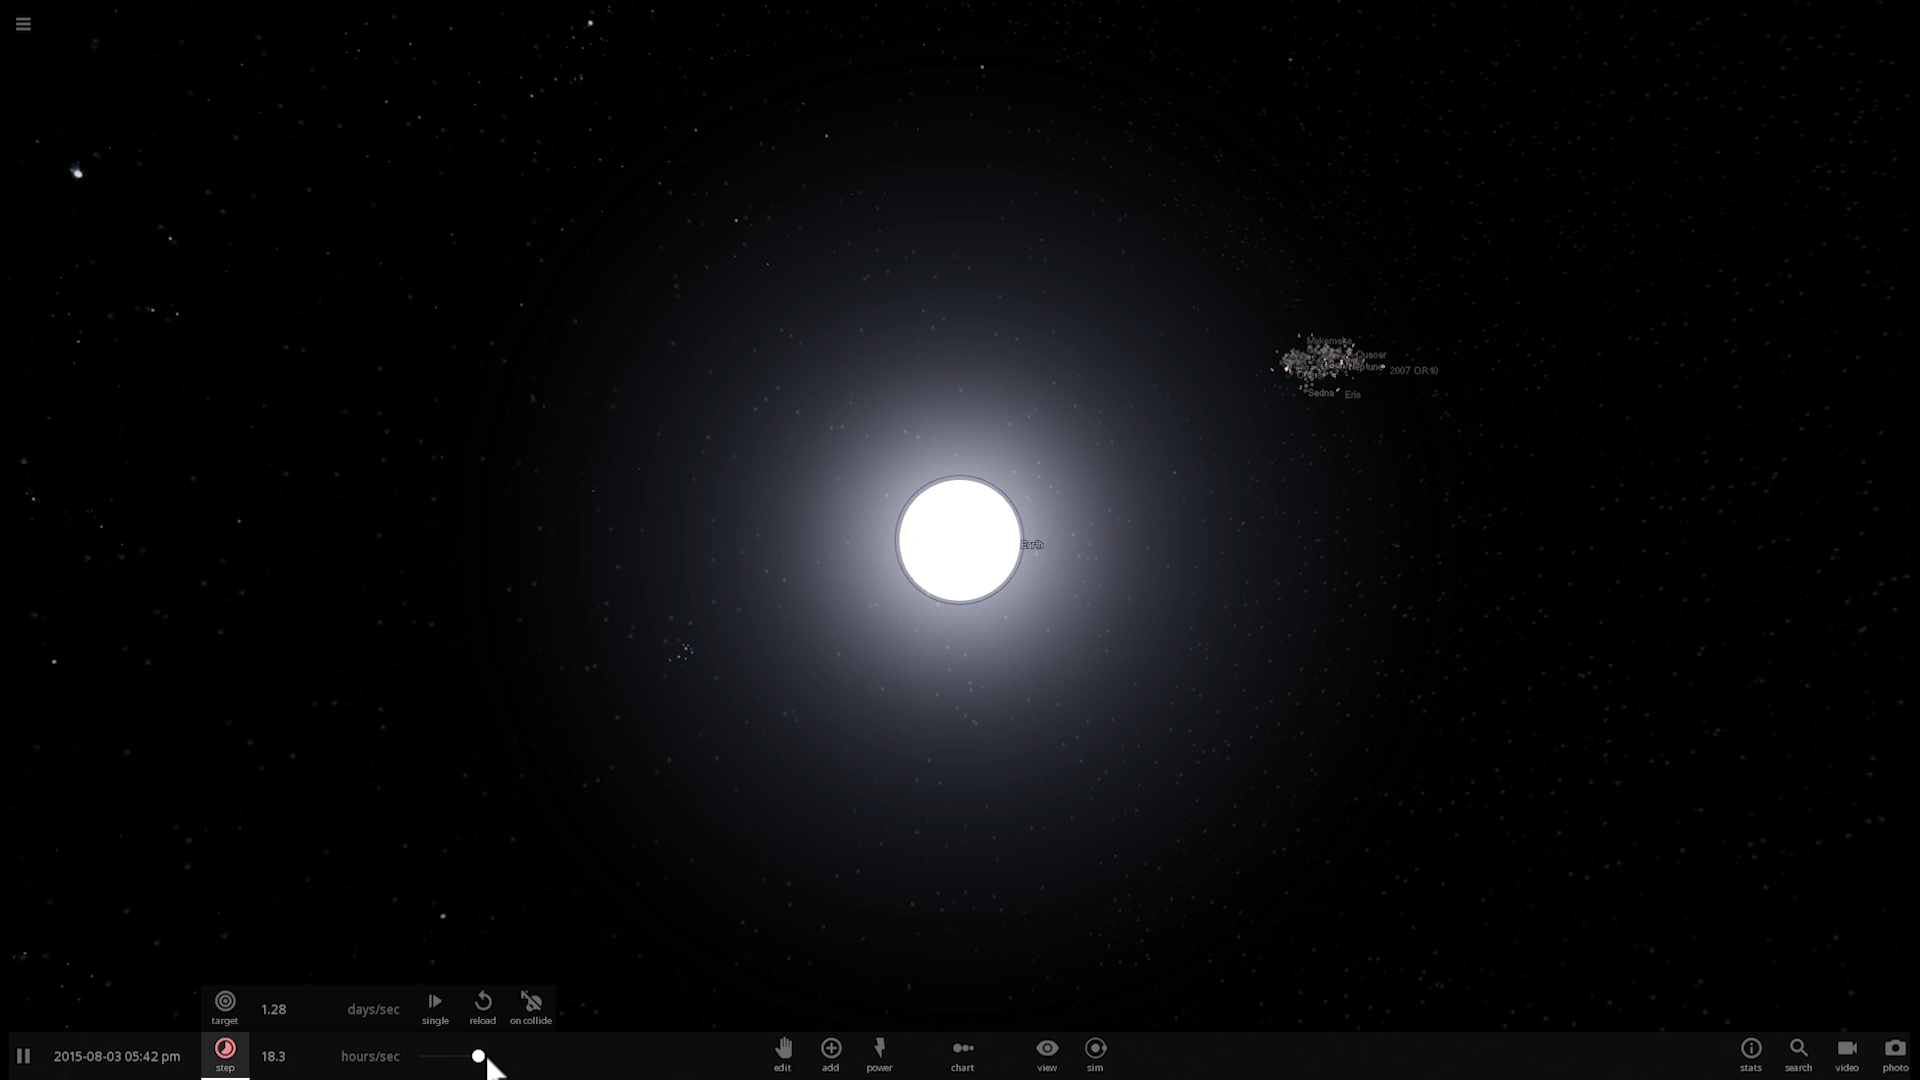 Makemake
Quaoar
Neptune
2007 OR10
Sedna Eris
Earth
1.28 days/sec
target single reload on collide
2015-08-03 05:42 pm 18.3 hours/sec
step edit add power chart view sim stats search video photo